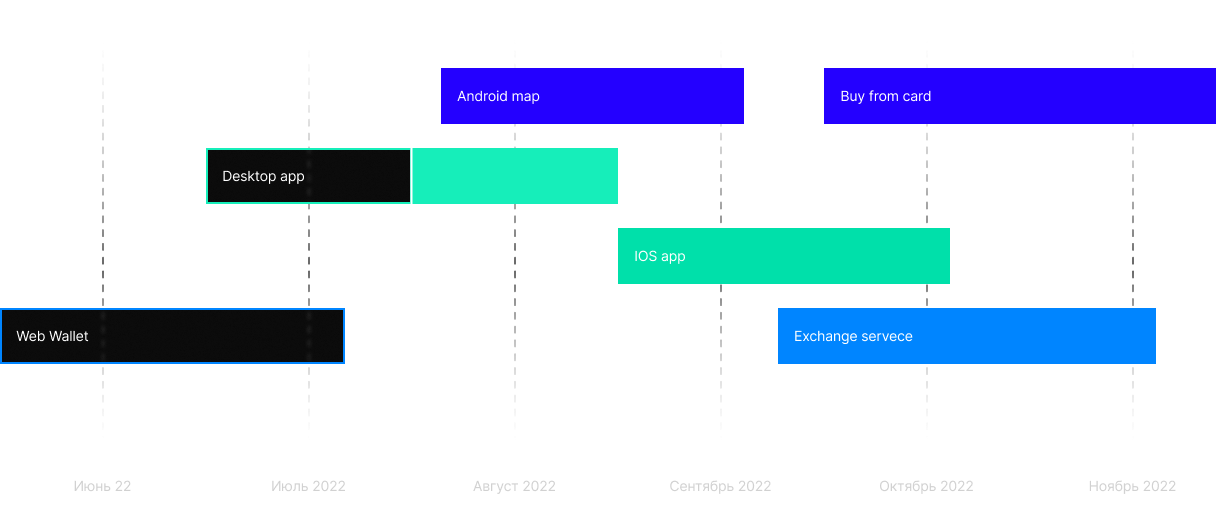 Android map
Buy from card
Desktop app
IOS app
Web Wallet
Exchange servece
Июнь 22
Июль 2022
Август 2022
Сентябрь 2022
Октябрь 2022
Ноябрь 2022